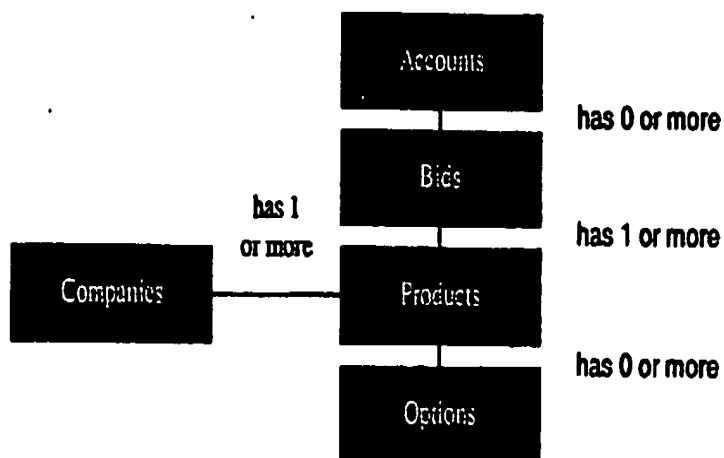 Accounts
has 0 or more
Bids
has 1
or more
has 1 or more
Companies
Products
has 0 or more
Options